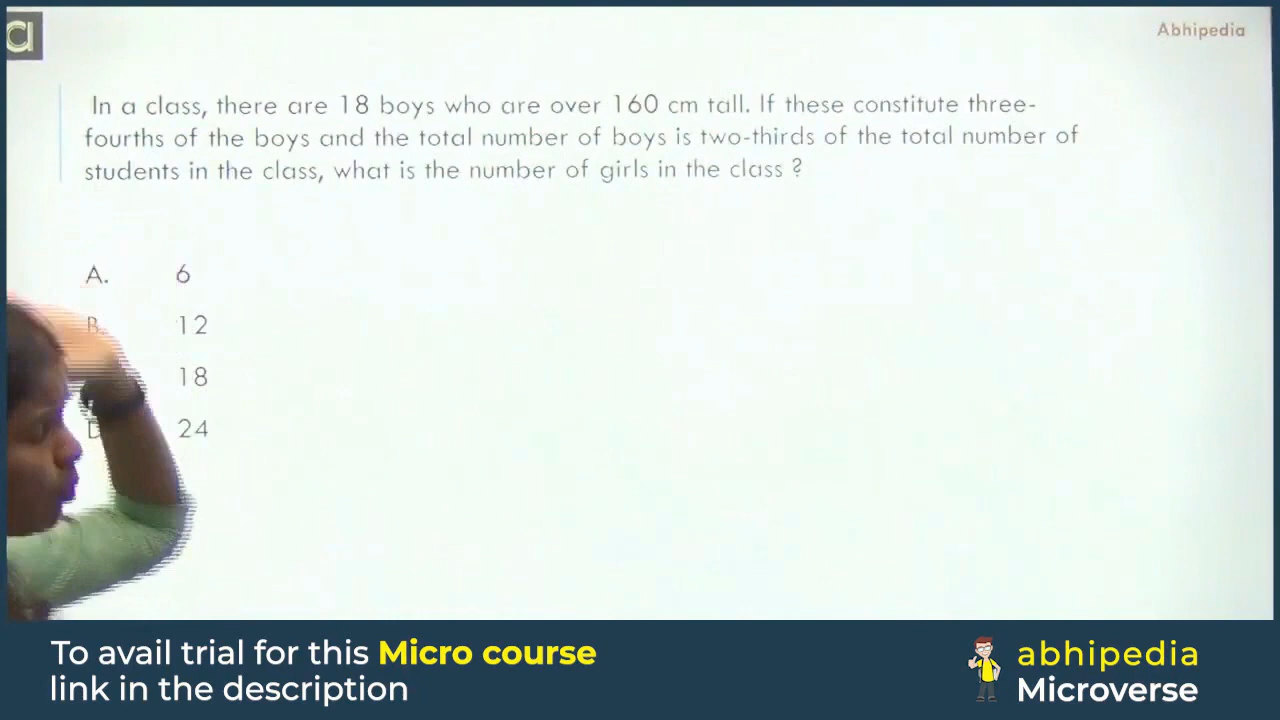 a
Abhipedia
In a class, there are 18 boys who are over 160 cm tall. If these constitute three-
fourths of the boys and the total number of boys is two-thirds of the total number of
students in the class, what is the number of girls in the class ?
A. 6
B. 12
18
D 24
To avail trial for this Micro course
link in the description
abhipedia
Microverse